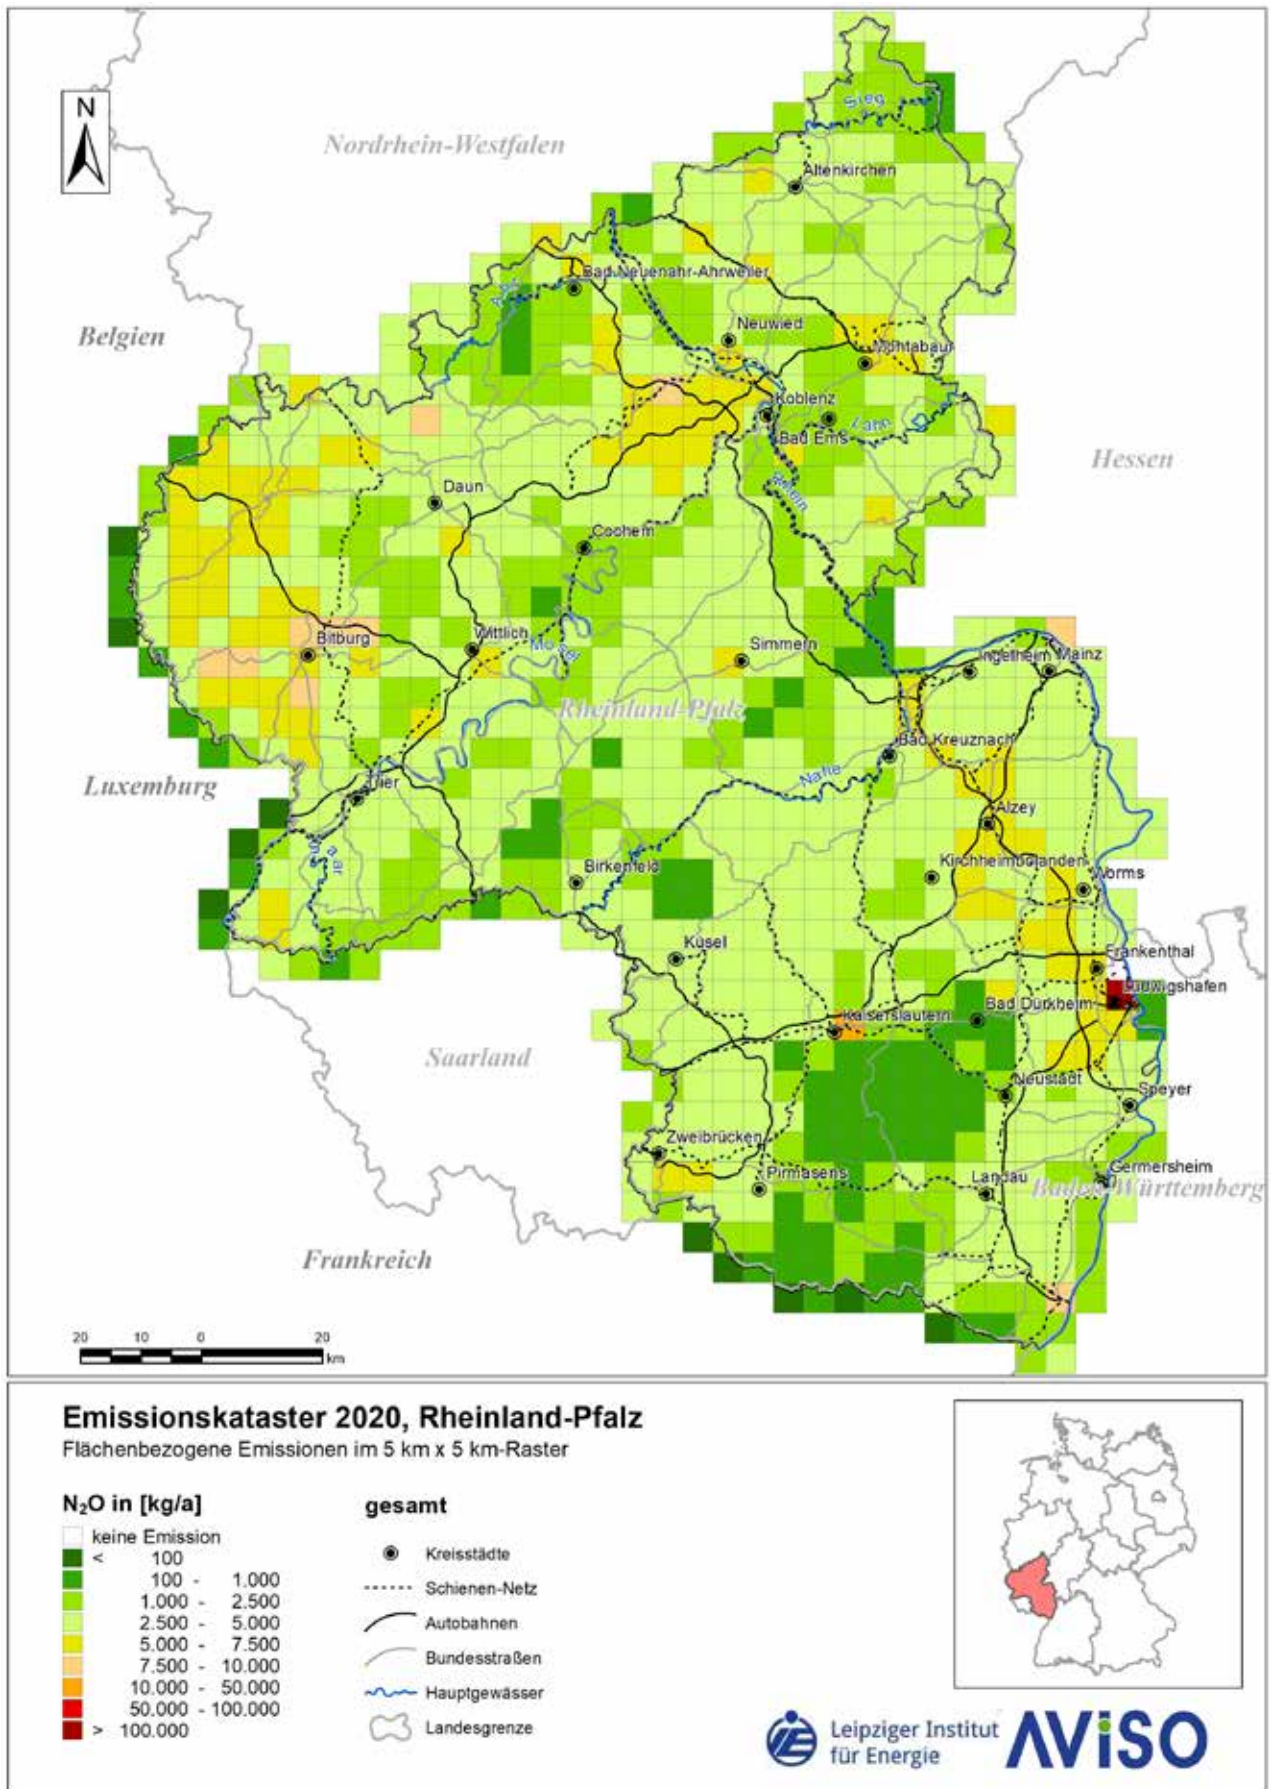 N
Nordrhein-Westfalen
Sieg
Altenkirchen
Bad Neuenahr-Ahrweiler
Ahr
Belgien
Neuwied
Montabaur
Koblenz
Lahn
Bad Ems
Hessen
Rhein
Daun
Cochem
Bitburg
Wittlich
Mosel
Simmern
Ingelheim
Mainz
Rheinland-Pfalz
Bad Kreuznach
Nahe
Luxemburg
Trier
Alzey
Saar
Birkenfeld
Kirchheimbolanden
Worms
Kusel
Frankenthal
Ludwigshafen
Bad Dürkheim
Kaiserslautern
Saarland
Neustadt
Speyer
Zweibrücken
Pirmasens
Landau
Germersheim
Baden-Württemberg
Frankreich
20 10 0 20
km
Emissionskataster 2020, Rheinland-Pfalz
Flächenbezogene Emissionen im 5 km x 5 km-Raster
N₂O in [kg/a]
keine Emission
< 100
100 - 1.000
1.000 - 2.500
2.500 - 5.000
5.000 - 7.500
7.500 - 10.000
10.000 - 50.000
50.000 - 100.000
> 100.000
gesamt
Kreisstädte
Schienen-Netz
Autobahnen
Bundesstraßen
Hauptgewässer
Landesgrenze
Leipziger Institut
für Energie
AViSO